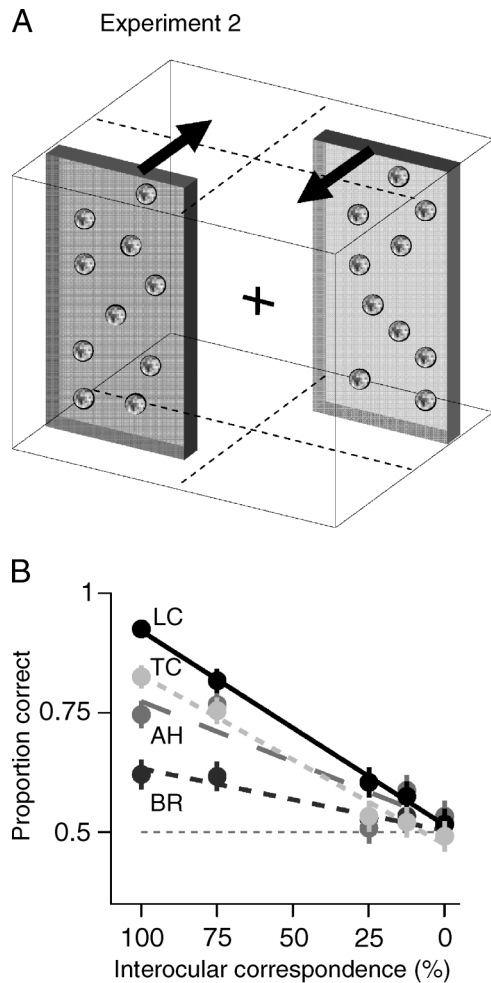 A Experiment 2
B
1
LC
TC
0.75
AH
BR
0.5
Proportion correct
100 75 50 25 0
Interocular correspondence (%)